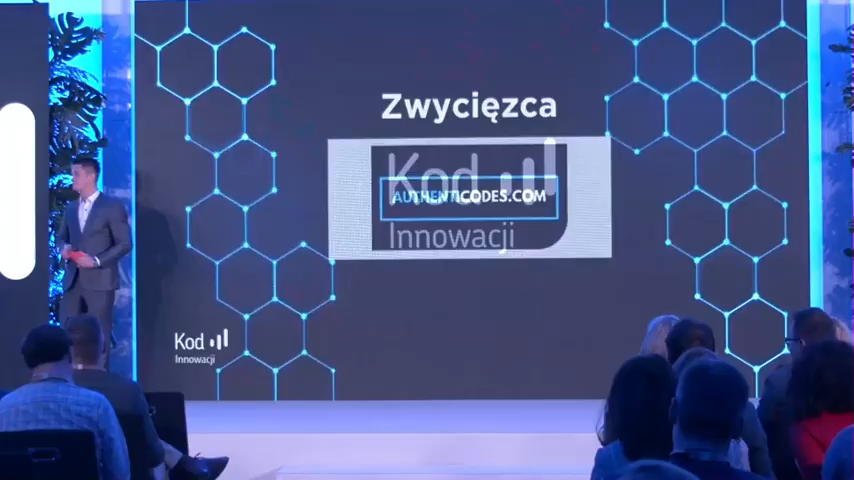 Zwycięzca
Kod
AUTHENTICODES.COM
Innowacji
Kod
Innowacji